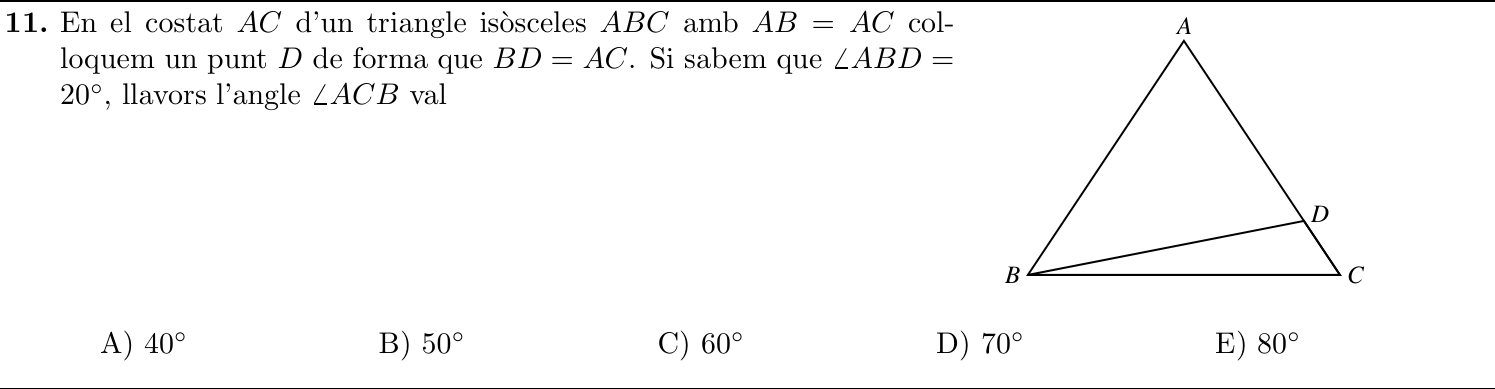 11. En el costat AC d'un triangle isòsceles ABC amb AB = AC col-
loquem un punt D de forma que BD = AC. Si sabem que ∠ABD =
20°, llavors l'angle ∠ACB val
A
D
B
C
A) 40° B) 50° C) 60° D) 70° E) 80°